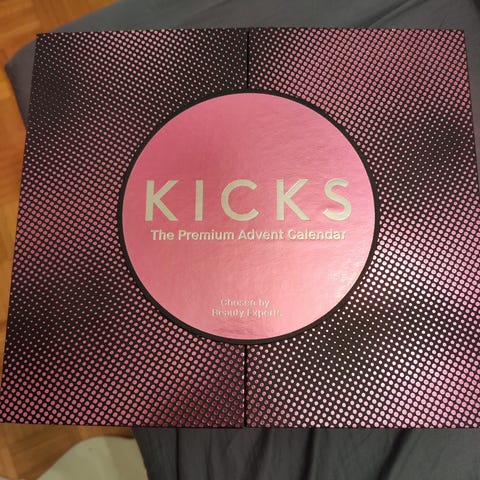 KICKS
The Premium Advent Calendar
Chosen by
Beauty Experts